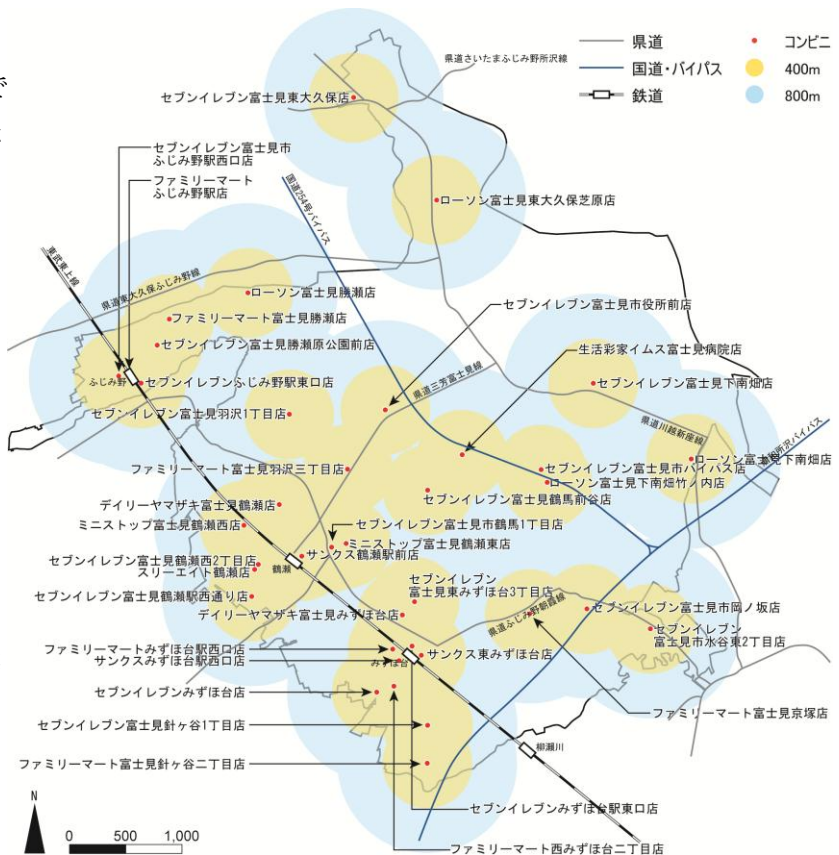 で
県道
国道・バイパス
鉄道
コンビニ
400m
800m
県道さいたまふじみ野所沢線
セブンイレブン富士見東大久保店
セブンイレブン富士見市
ふじみ野駅西口店
ファミリーマート
ふじみ野駅店
国道254号バイパス
ローソン富士見東大久保芝原店
東武東上線
県道東大久保ふじみ野線
ローソン富士見勝瀬店
セブンイレブン富士見市役所前店
ファミリーマート富士見勝瀬店
セブンイレブン富士見勝瀬原公園前店
生活彩家イムス富士見病院店
ふじみ野
セブンイレブンふじみ野駅東口店
県道三芳富士見線
セブンイレブン富士見下南畑店
セブンイレブン富士見羽沢1丁目店
県道川越新座線
ファミリーマート富士見羽沢三丁目店
セブンイレブン富士見市バイパス店
ローソン富士見下南畑店
ローソン富士見下南畑竹ノ内店
セブンイレブン富士見鶴馬前谷店
所沢バイパス
デイリーヤマザキ富士見鶴瀬店
ミニストップ富士見鶴瀬西店
セブンイレブン富士見市鶴馬1丁目店
ミニストップ富士見鶴瀬東店
サンクス鶴瀬駅前店
セブンイレブン富士見鶴瀬西2丁目店
スリーエイト鶴瀬店
鶴瀬
セブンイレブン富士見鶴瀬駅西通り店
セブンイレブン
富士見東みずほ台3丁目店
デイリーヤマザキ富士見みずほ台店
県道ふじみ野朝霞線
セブンイレブン富士見市岡ノ坂店
セブンイレブン
富士見市水谷東2丁目店
ファミリーマートみずほ台駅西口店
サンクスみずほ台駅西口店
みずほ台
サンクス東みずほ台店
セブンイレブンみずほ台店
ファミリーマート富士見京塚店
セブンイレブン富士見針ヶ谷1丁目店
柳瀬川
ファミリーマート富士見針ヶ谷二丁目店
セブンイレブンみずほ台駅東口店
ファミリーマート西みずほ台二丁目店
N
0 500 1,000